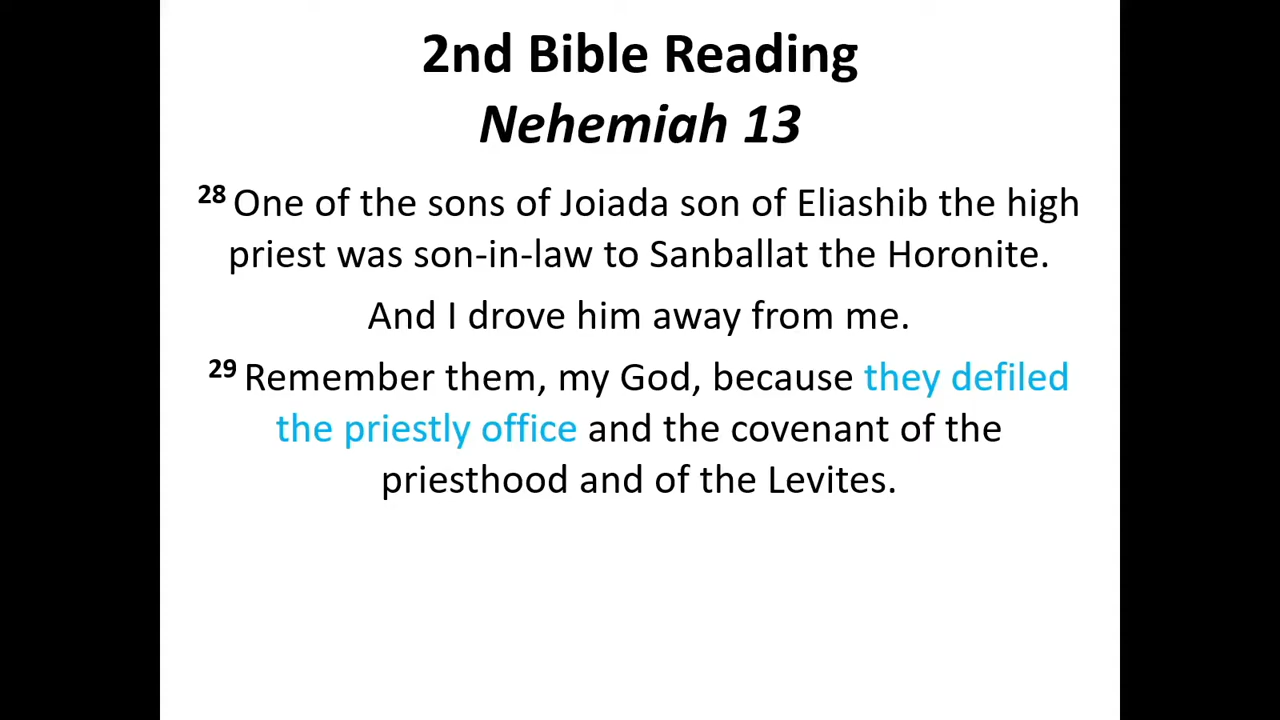 2nd Bible Reading
Nehemiah 13
28 One of the sons of Joiada son of Eliashib the high
priest was son-in-law to Sanballat the Horonite.
And I drove him away from me.
29 Remember them, my God, because they defiled
the priestly office and the covenant of the
priesthood and of the Levites.